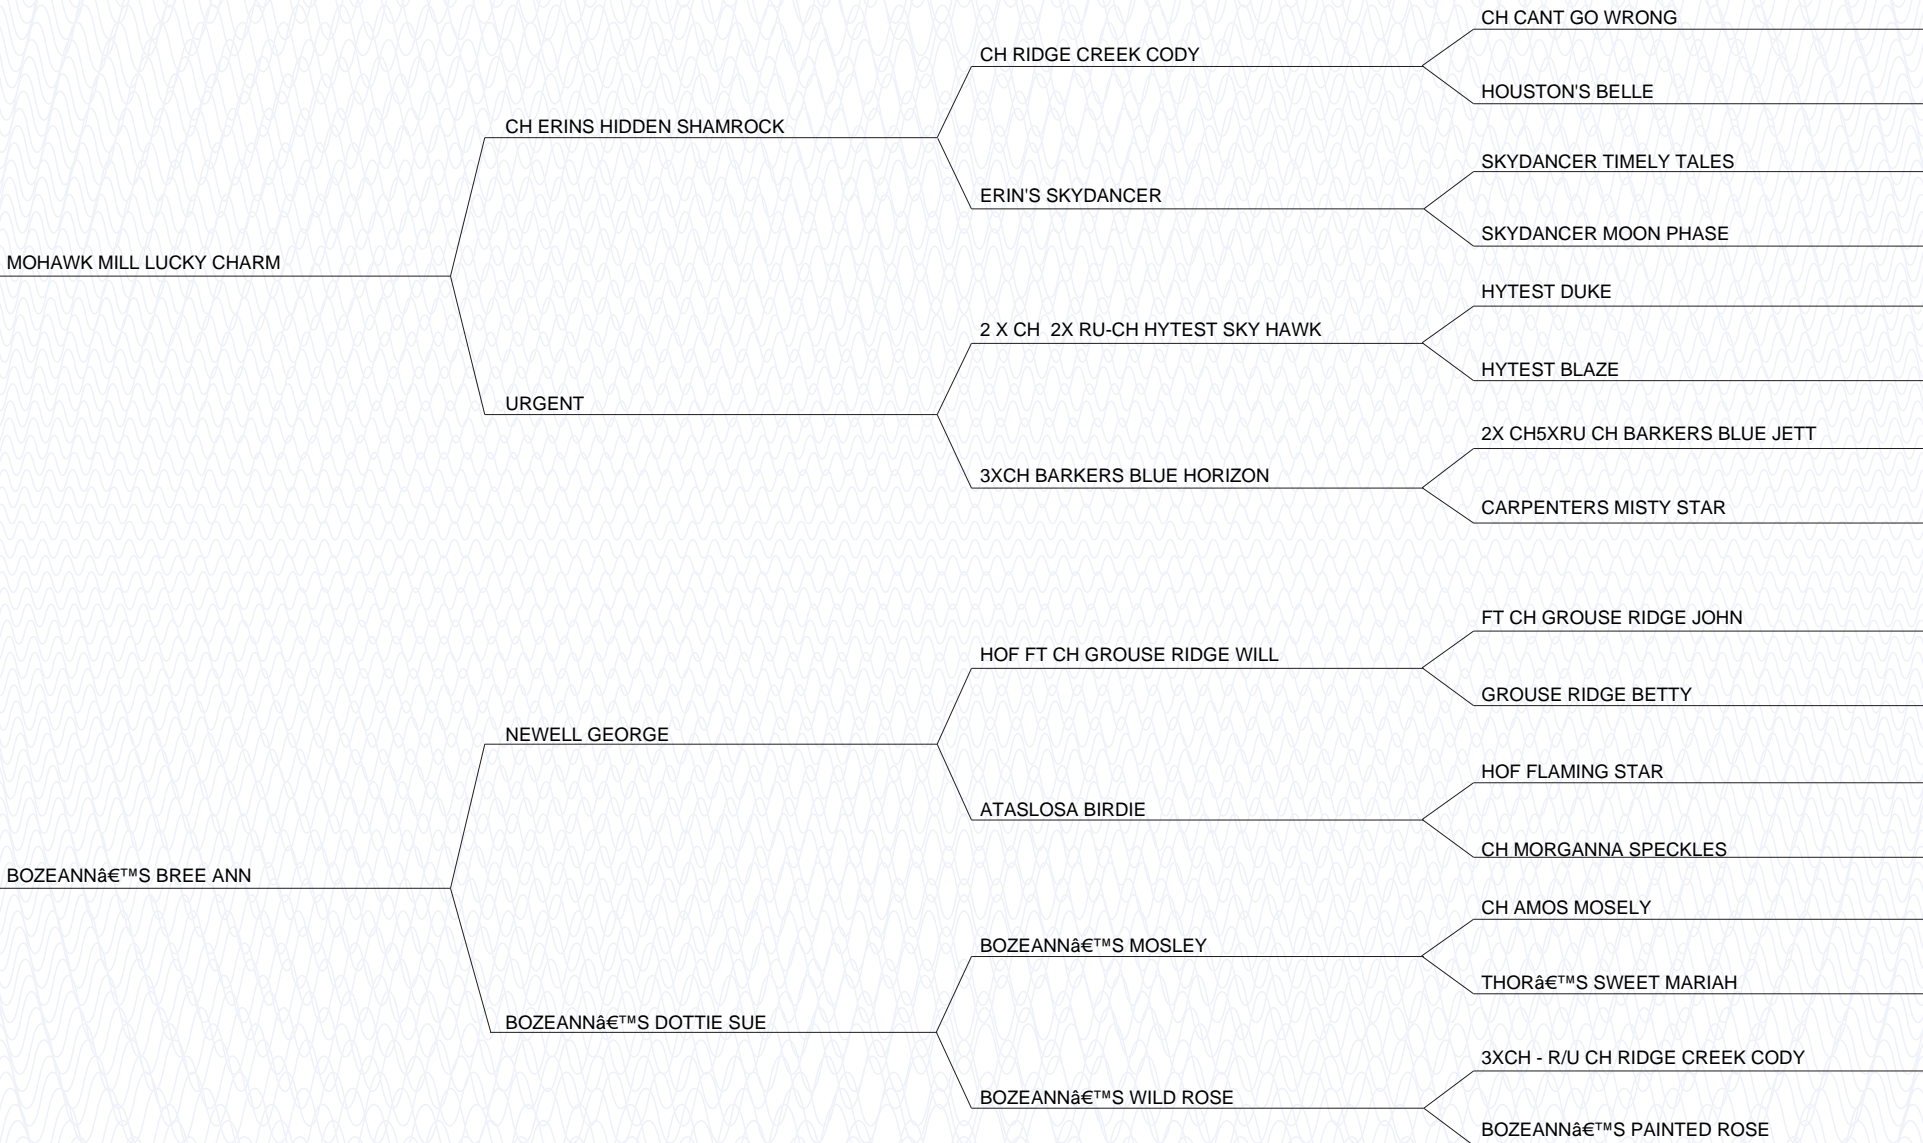 CH CANT GO WRONG
CH RIDGE CREEK CODY
HOUSTON'S BELLE
CH ERINS HIDDEN SHAMROCK
SKYDANCER TIMELY TALES
ERIN'S SKYDANCER
SKYDANCER MOON PHASE
MOHAWK MILL LUCKY CHARM
HYTEST DUKE
2 X CH  2X RU-CH HYTEST SKY HAWK
HYTEST BLAZE
URGENT
2X CH5XRU CH BARKERS BLUE JETT
3XCH BARKERS BLUE HORIZON
CARPENTERS MISTY STAR
FT CH GROUSE RIDGE JOHN
HOF FT CH GROUSE RIDGE WILL
GROUSE RIDGE BETTY
NEWELL GEORGE
HOF FLAMING STAR
ATASLOSA BIRDIE
CH MORGANNA SPECKLES
BOZEANNâ€™S BREE ANN
CH AMOS MOSELY
BOZEANNâ€™S MOSLEY
THORâ€™S SWEET MARIAH
BOZEANNâ€™S DOTTIE SUE
3XCH - R/U CH RIDGE CREEK CODY
BOZEANNâ€™S WILD ROSE
BOZEANNâ€™S PAINTED ROSE